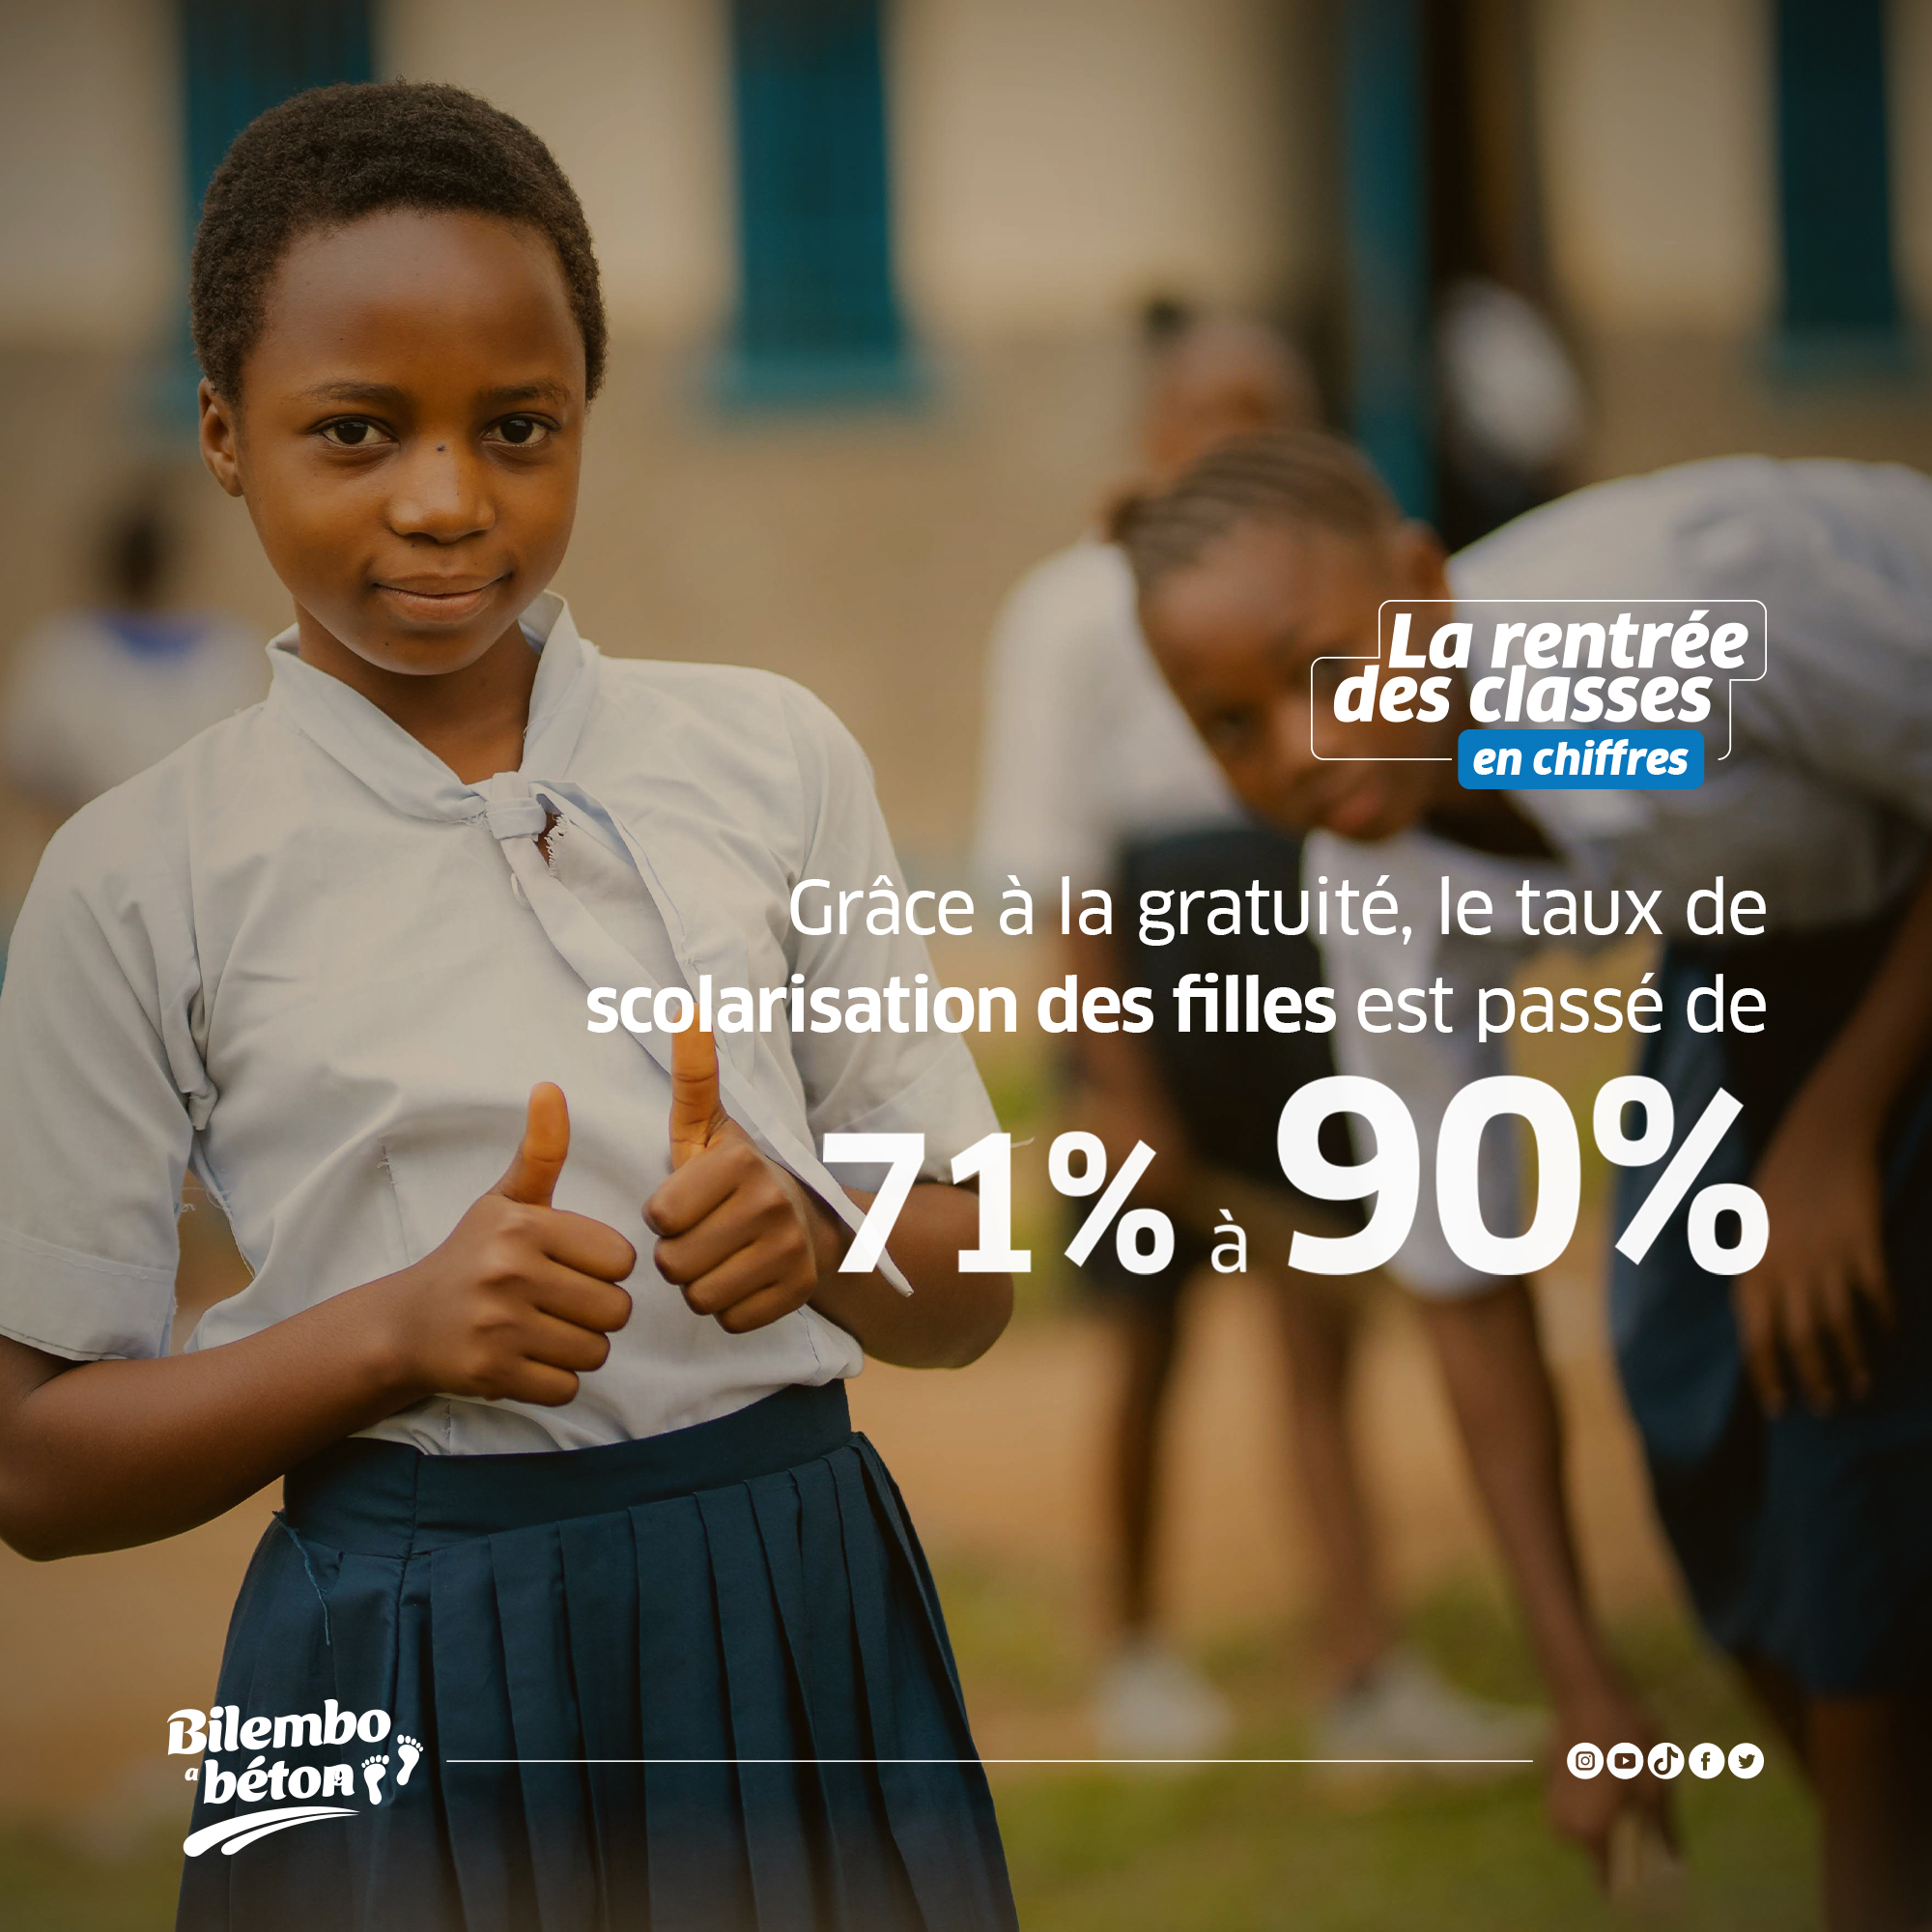 La rentrée
des classes
en chiffres
Grâce à la gratuité, le taux de
scolarisation des filles est passé de
71% à 90%
Bilembo
a béton